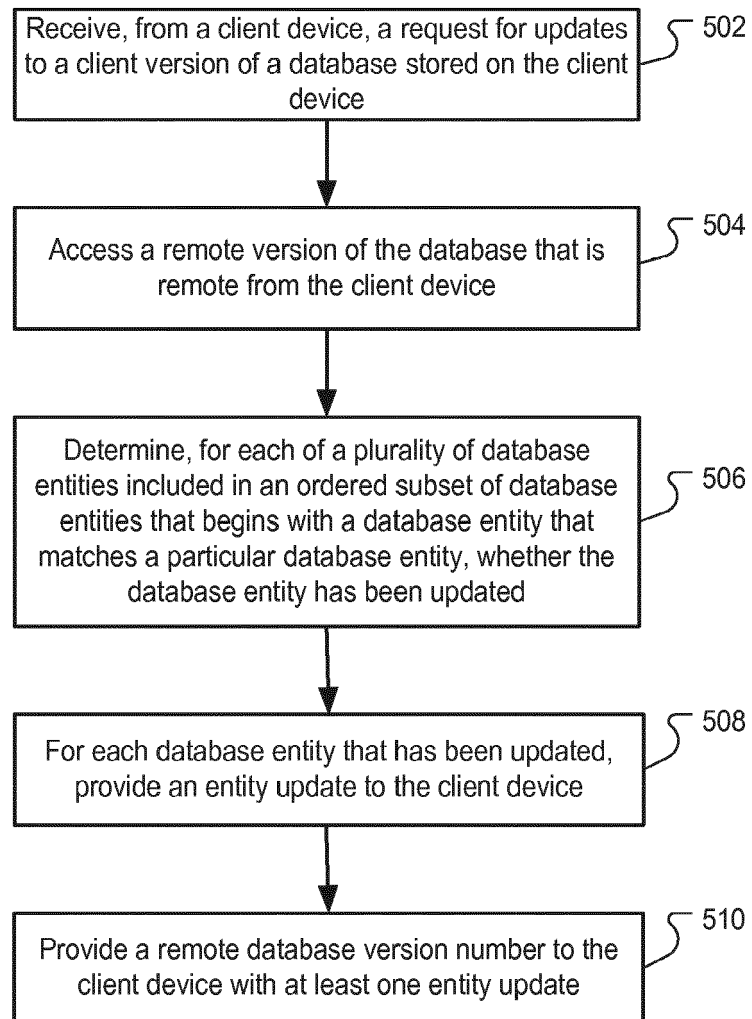 Receive, from a client device, a request for updates
to a client version of a database stored on the client
device
502
Access a remote version of the database that is
remote from the client device
504
Determine, for each of a plurality of database
entities included in an ordered subset of database
entities that begins with a database entity that
matches a particular database entity, whether the
database entity has been updated
506
For each database entity that has been updated,
provide an entity update to the client device
508
Provide a remote database version number to the
client device with at least one entity update
510